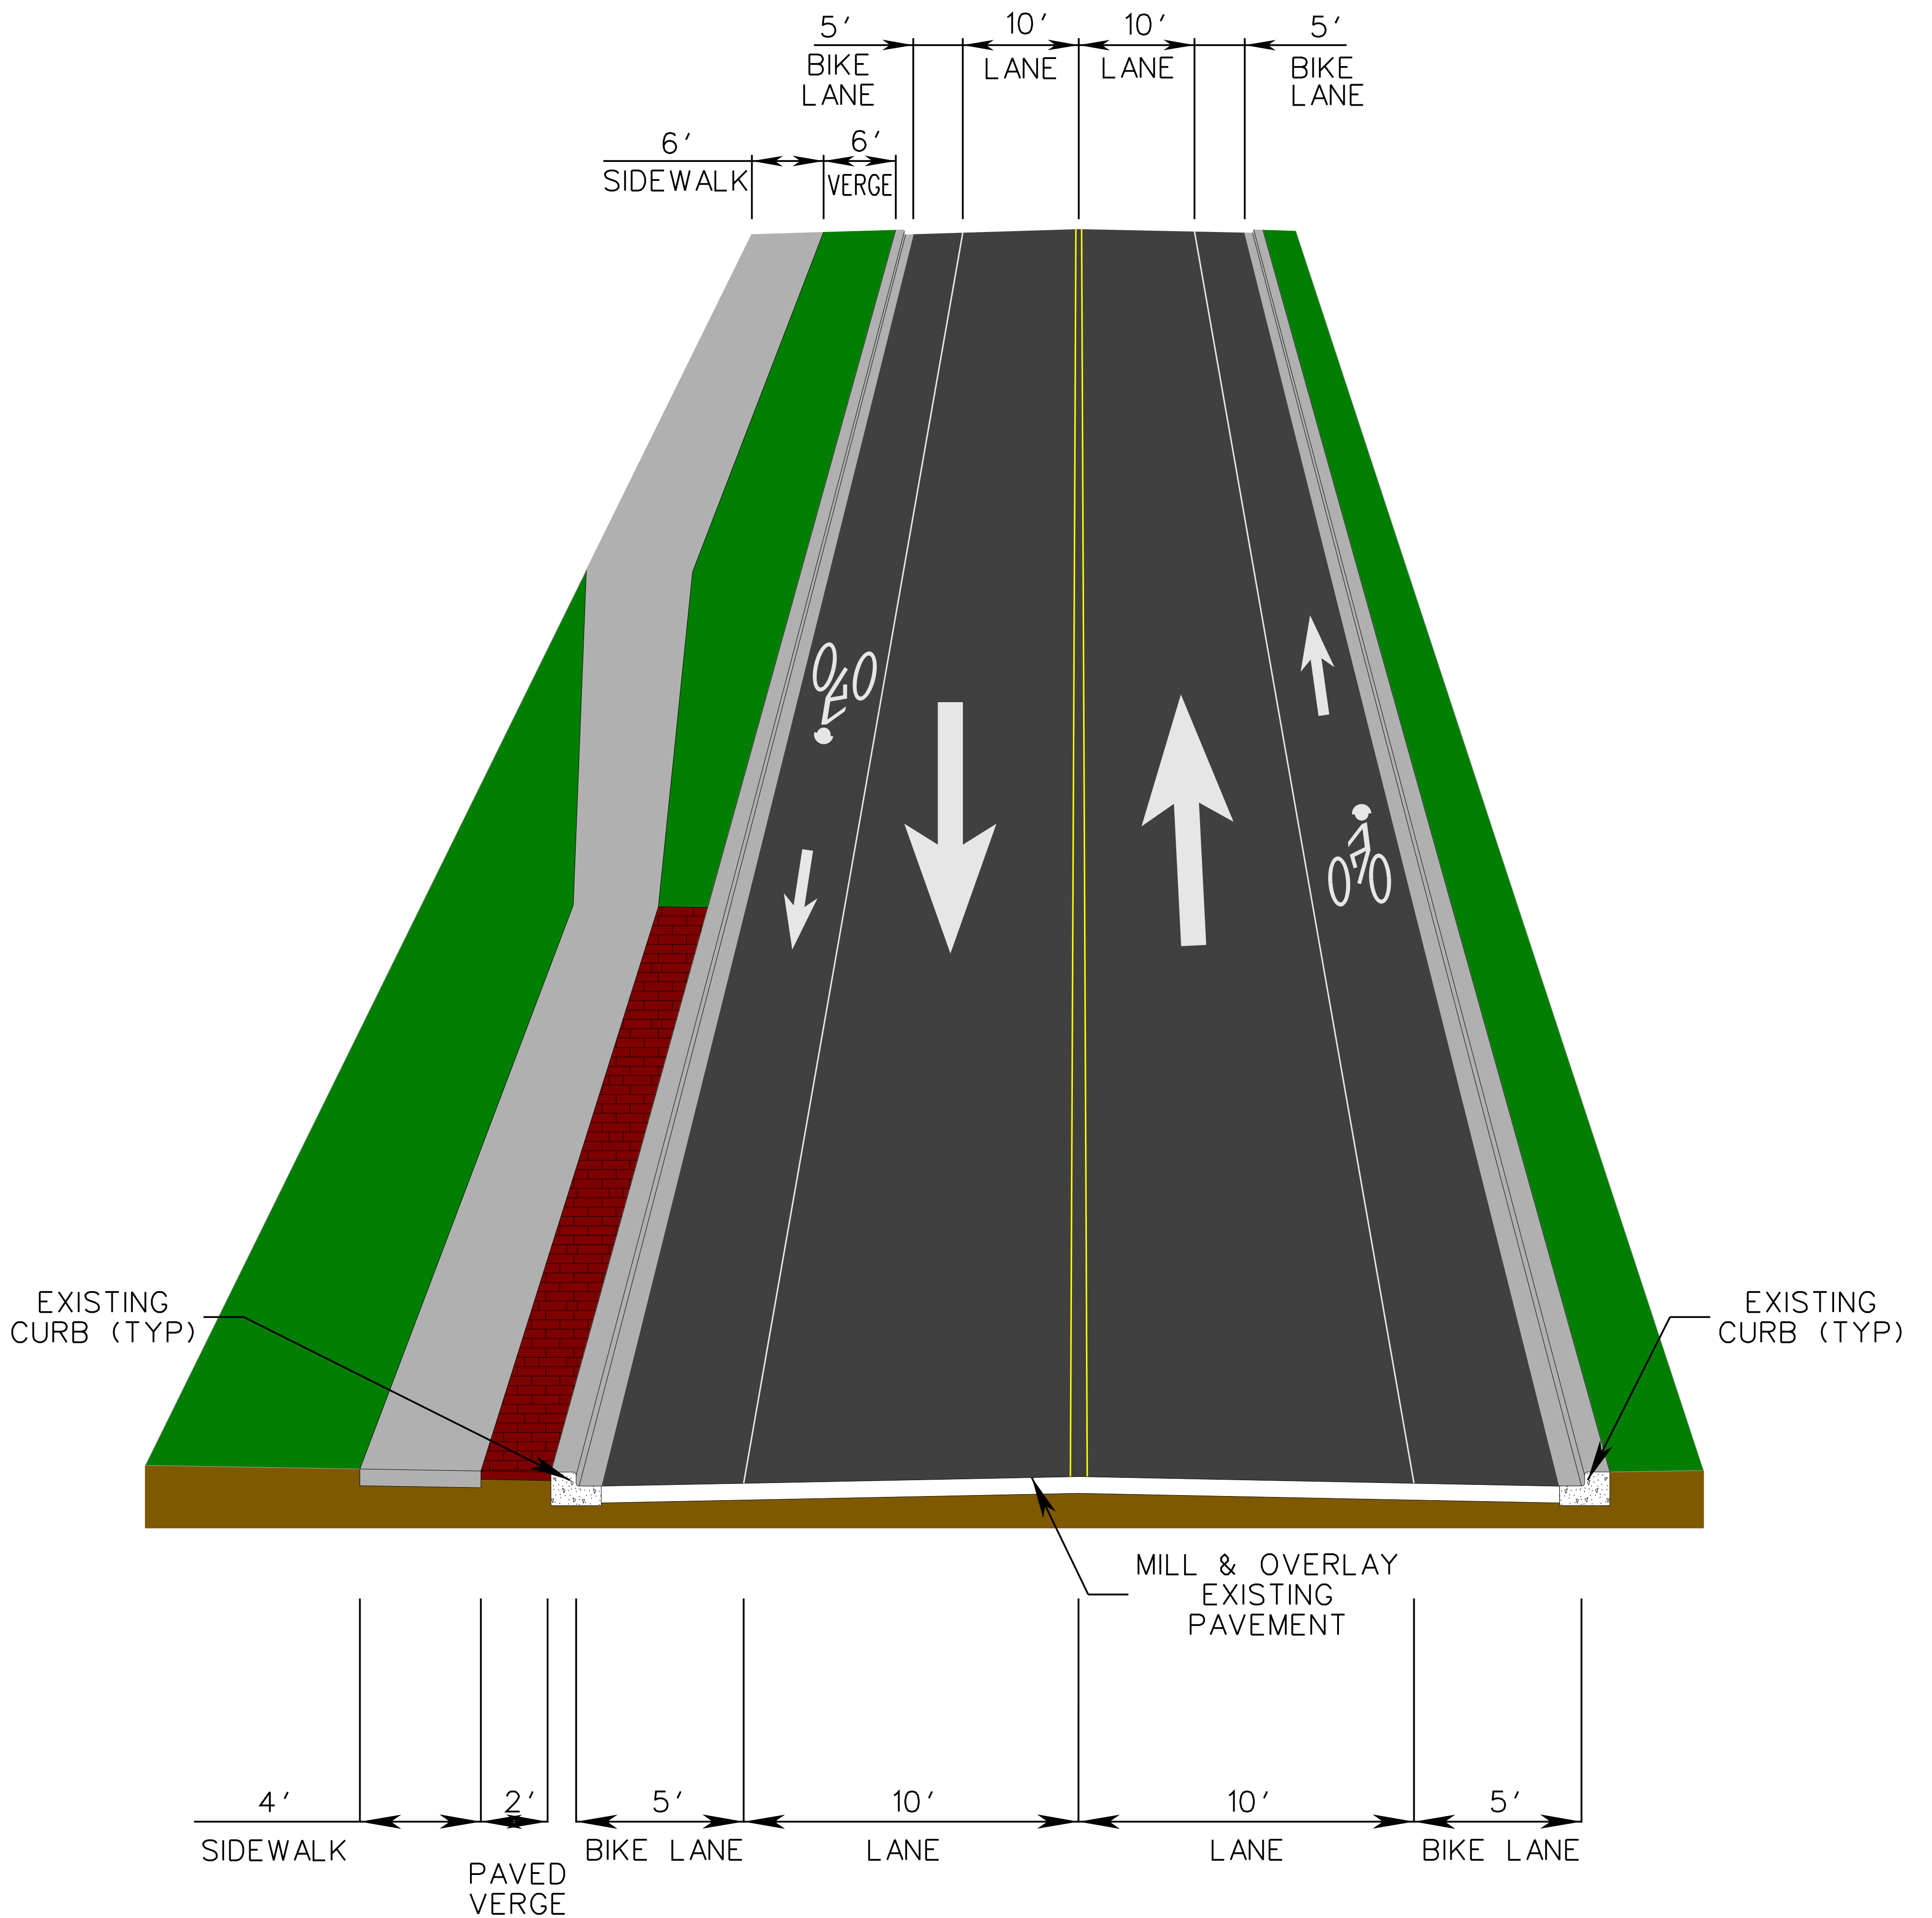 5' 10' 10' 5'
BIKE LANE LANE BIKE
LANE LANE
6' 6'
SIDEWALK VERGE
EXISTING EXISTING
CURB (TYP) CURB (TYP)
MILL & OVERLAY
EXISTING
PAVEMENT
4' 2' 5' 10' 10' 5'
SIDEWALK BIKE LANE LANE LANE BIKE LANE
PAVED
VERGE